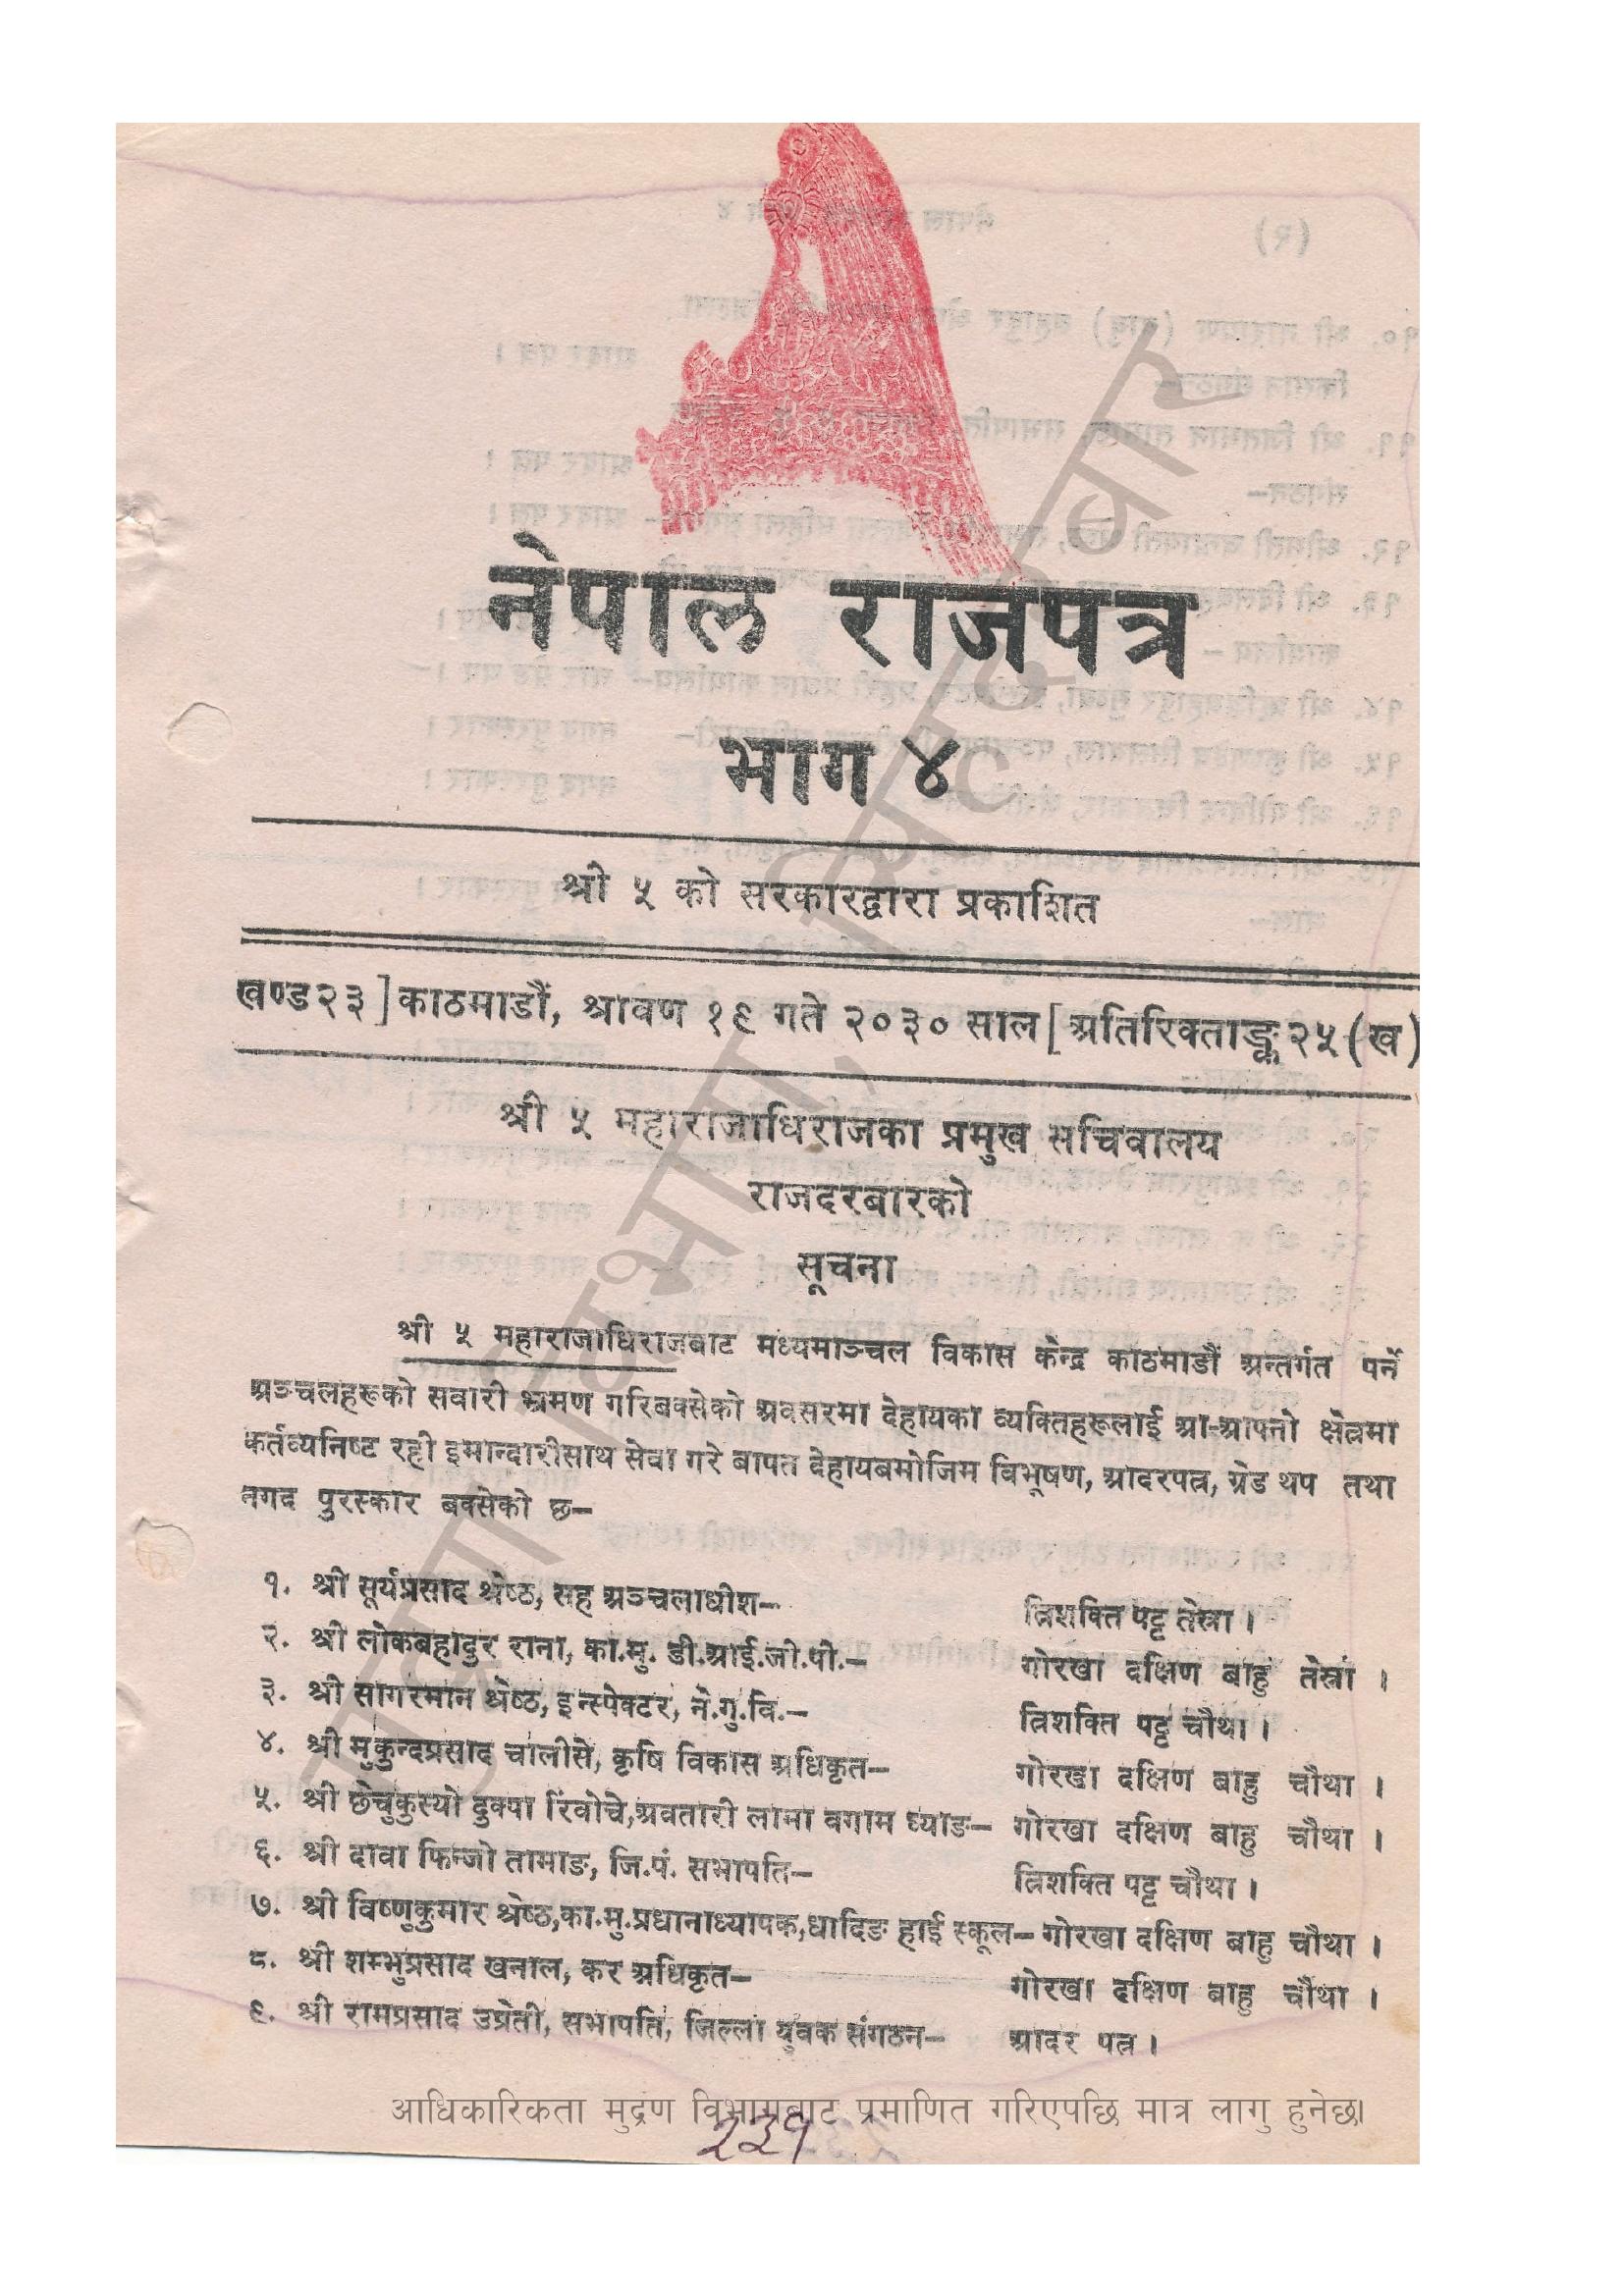 नेपाल राजपत्र
भाग ४
श्री ५ को सरकारद्वारा प्रकाशित
खण्ड २३] काठमाडौं, श्रावण १९ गते २०३० साल [अतिरिक्ताङ्क २५ (ख)
श्री ५ महाराजाधिराजका प्रमुख सचिवालय
राजदरबारको
सूचना
श्री ५ महाराजाधिराजबाट मध्यमाञ्चल विकास केन्द्र काठमाडौं अन्तर्गत पर्ने
अञ्चलहरूको सवारी भ्रमण गरिबक्सेको अवसरमा देहायका व्यक्तिहरूलाई आ-आफ्नो क्षेत्रमा
कर्तव्यनिष्ट रही इमान्दारीसाथ सेवा गरे बापत देहायबमोजिम विभूषण, आदरपत्र, ग्रेड थप तथा
नगद पुरस्कार बक्सेको छ–
१. श्री सूर्यप्रसाद श्रेष्ठ, सह अञ्चलाधीश– त्रिशक्ति पट्ट तेस्रा ।
२. श्री लोकबहादुर राना, का.मु. डी.आई.जी.पी.– गोरखा दक्षिण बाहु तेस्रा ।
३. श्री सागरमान श्रेष्ठ, इन्स्पेक्टर, ने.गु.वि.– त्रिशक्ति पट्ट चौथा ।
४. श्री मुकुन्दप्रसाद चालीसे, कृषि विकास अधिकृत– गोरखा दक्षिण बाहु चौथा ।
५. श्री छेचुकुस्यो दुक्पा रिंवोचे, अवतारी लामा वगाम ध्याङ– गोरखा दक्षिण बाहु चौथा ।
६. श्री दावा फिन्जो तामाङ, जि.पं. सभापति– त्रिशक्ति पट्ट चौथा ।
७. श्री विष्णुकुमार श्रेष्ठ, का.मु. प्रधानाध्यापक, धादिङ हाई स्कूल– गोरखा दक्षिण बाहु चौथा ।
८. श्री शम्भुप्रसाद खनाल, कर अधिकृत– गोरखा दक्षिण बाहु चौथा ।
९. श्री रामप्रसाद उप्रेती, सभापति, जिल्ला युवक संगठन– आदर पत्र ।
आधिकारिकता मुद्रण विभागबाट प्रमाणित गरिएपछि मात्र लागु हुनेछ।
२३१
मुद्रण विभाग, सिंहदरबार